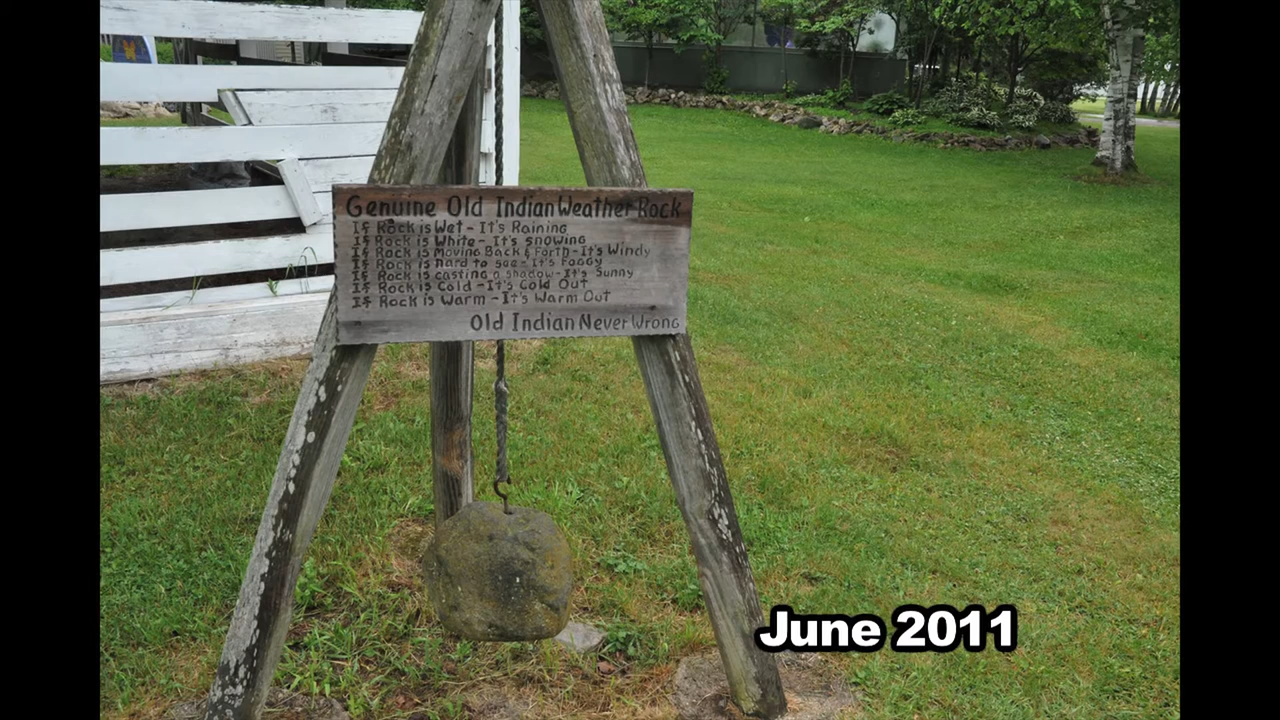 Genuine Old Indian Weather Rock
If Rock is Wet - It's Raining
If Rock is White - It's Snowing
If Rock is Moving Back & Forth - It's Windy
If Rock is Hard to See - It's Foggy
If Rock is casting a shadow - It's Sunny
If Rock is Cold - It's Cold Out
If Rock is Warm - It's Warm Out
Old Indian Never Wrong
June 2011